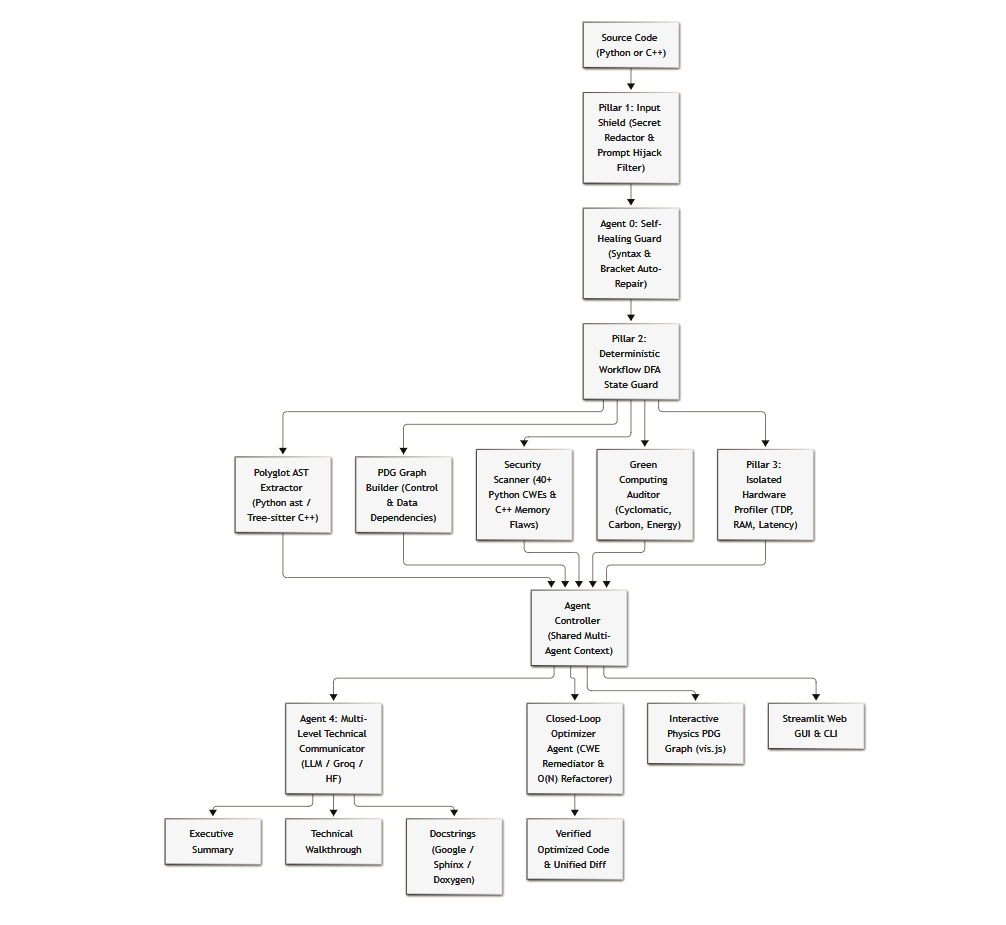 Source Code
(Python or C++)
Pillar 1: Input
Shield (Secret
Redactor &
Prompt Hijack
Filter)
Agent 0: Self-
Healing Guard
(Syntax &
Bracket Auto-
Repair)
Pillar 2:
Deterministic
Workflow DFA
State Guard
Polyglot AST
Extractor
(Python ast /
Tree-sitter C++)
PDG Graph
Builder (Control
& Data
Dependencies)
Security
Scanner (40+
Python CWEs &
C++ Memory
Flaws)
Green
Computing
Auditor
(Cyclomatic,
Carbon, Energy)
Pillar 3:
Isolated
Hardware
Profiler (TDP,
RAM, Latency)
Agent
Controller
(Shared Multi-
Agent Context)
Agent 4: Multi-
Level Technical
Communicator
(LLM / Groq /
HF)
Closed-Loop
Optimizer
Agent (CWE
Remediator &
O(N) Refactorer)
Interactive
Physics PDG
Graph (vis.js)
Streamlit Web
GUI & CLI
Executive
Summary
Technical
Walkthrough
Docstrings
(Google /
Sphinx /
Doxygen)
Verified
Optimized Code
& Unified Diff